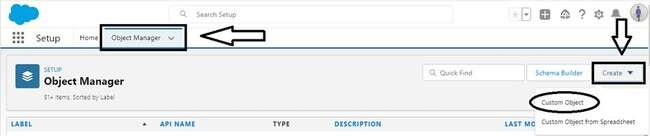 Search Setup
Setup Home Object Manager
SETUP
Object Manager
81+ Items, Sorted by Label
Quick Find
Schema Builder
Create
LABEL API NAME TYPE DESCRIPTION LAST MO
Custom Object
Custom Object from Spreadsheet